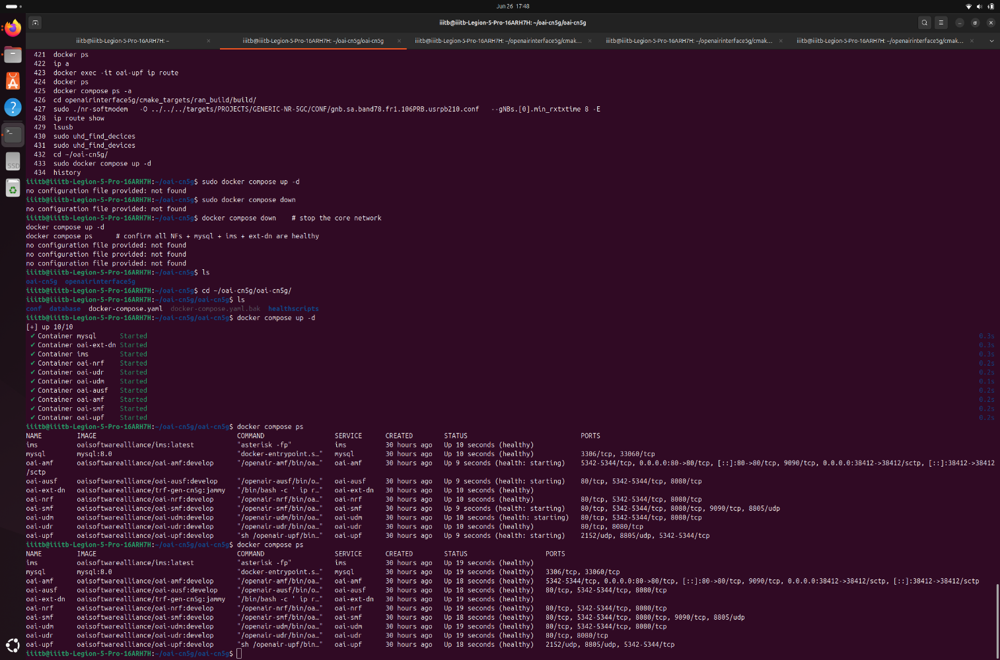 Jun 26 17:48
iiitb@iiitb-Legion-5-Pro-16ARH7H: ~/oai-cn5g/oai-cn5g
iiitb@iiitb-Legion-5-Pro-16ARH7H: ~ × iiitb@iiitb-Legion-5-Pro-16ARH7H: ~/oai-cn5g/oai-cn5g × iiitb@iiitb-Legion-5-Pro-16ARH7H: ~/openairinterface5g/cmak... × iiitb@iiitb-Legion-5-Pro-16ARH7H: ~/openairinterface5g/cmak... × iiitb@iiitb-Legion-5-Pro-16ARH7H: ~/openairinterface5g/cmak... ×
SSD
421  docker ps
422  ip a
423  docker exec -it oai-upf ip route
424  docker ps
425  docker compose ps -a
426  cd openairinterface5g/cmake_targets/ran_build/build/
427  sudo ./nr-softmodem   -O ../../../targets/PROJECTS/GENERIC-NR-5GC/CONF/gnb.sa.band78.fr1.106PRB.usrpb210.conf   --gNBs.[0].min_rxtxtime 8 -E
428  ip route show
429  lsusb
430  sudo uhd_find_decices
431  sudo uhd_find_devices
432  cd ~/oai-cn5g/
433  sudo docker compose up -d
434  history
iiitb@iiitb-Legion-5-Pro-16ARH7H:~/oai-cn5g$ sudo docker compose up -d
no configuration file provided: not found
iiitb@iiitb-Legion-5-Pro-16ARH7H:~/oai-cn5g$ sudo docker compose down
no configuration file provided: not found
iiitb@iiitb-Legion-5-Pro-16ARH7H:~/oai-cn5g$ docker compose down    # stop the core network
docker compose up -d
docker compose ps      # confirm all NFs + mysql + ims + ext-dn are healthy
no configuration file provided: not found
no configuration file provided: not found
no configuration file provided: not found
iiitb@iiitb-Legion-5-Pro-16ARH7H:~/oai-cn5g$ ls
oai-cn5g  openairinterface5g
iiitb@iiitb-Legion-5-Pro-16ARH7H:~/oai-cn5g$ cd ~/oai-cn5g/oai-cn5g/
iiitb@iiitb-Legion-5-Pro-16ARH7H:~/oai-cn5g/oai-cn5g$ ls
conf  database  docker-compose.yaml  docker-compose.yaml.bak  healthscripts
iiitb@iiitb-Legion-5-Pro-16ARH7H:~/oai-cn5g/oai-cn5g$ docker compose up -d
[+] up 10/10
✔ Container mysql      Started 0.3s
✔ Container oai-ext-dn Started 0.3s
✔ Container ims        Started 0.3s
✔ Container oai-nrf    Started 0.2s
✔ Container oai-udr    Started 0.2s
✔ Container oai-udm    Started 0.1s
✔ Container oai-ausf   Started 0.2s
✔ Container oai-amf    Started 0.2s
✔ Container oai-smf    Started 0.2s
✔ Container oai-upf    Started 0.2s
iiitb@iiitb-Legion-5-Pro-16ARH7H:~/oai-cn5g/oai-cn5g$ docker compose ps
NAME         IMAGE                                   COMMAND                  SERVICE      CREATED        STATUS                             PORTS
ims          oaisoftwarealliance/ims:latest          "asterisk -fp"           ims          30 hours ago   Up 10 seconds (healthy)
mysql        mysql:8.0                               "docker-entrypoint.s…"   mysql        30 hours ago   Up 10 seconds (healthy)            3306/tcp, 33060/tcp
oai-amf      oaisoftwarealliance/oai-amf:develop     "/openair-amf/bin/oa…"   oai-amf      30 hours ago   Up 9 seconds (health: starting)    5342-5344/tcp, 0.0.0.0:80->80/tcp, [::]:80->80/tcp, 9090/tcp, 0.0.0.0:38412->38412/sctp, [::]:38412->38412
/sctp
oai-ausf     oaisoftwarealliance/oai-ausf:develop    "/openair-ausf/bin/o…"   oai-ausf     30 hours ago   Up 9 seconds (health: starting)    80/tcp, 5342-5344/tcp, 8080/tcp
oai-ext-dn   oaisoftwarealliance/trf-gen-cn5g:jammy  "/bin/bash -c ' ip r…"   oai-ext-dn   30 hours ago   Up 10 seconds (healthy)
oai-nrf      oaisoftwarealliance/oai-nrf:develop     "/openair-nrf/bin/oa…"   oai-nrf      30 hours ago   Up 10 seconds (healthy)            80/tcp, 5342-5344/tcp, 8080/tcp
oai-smf      oaisoftwarealliance/oai-smf:develop     "/openair-smf/bin/oa…"   oai-smf      30 hours ago   Up 9 seconds (health: starting)    80/tcp, 5342-5344/tcp, 8080/tcp, 9090/tcp, 8805/udp
oai-udm      oaisoftwarealliance/oai-udm:develop     "/openair-udm/bin/oa…"   oai-udm      30 hours ago   Up 10 seconds (health: starting)   80/tcp, 5342-5344/tcp, 8080/tcp
oai-udr      oaisoftwarealliance/oai-udr:develop     "/openair-udr/bin/oa…"   oai-udr      30 hours ago   Up 10 seconds (healthy)            80/tcp, 8080/tcp
oai-upf      oaisoftwarealliance/oai-upf:develop     "sh /openair-upf/bin…"   oai-upf      30 hours ago   Up 9 seconds (health: starting)    2152/udp, 8805/udp, 5342-5344/tcp
iiitb@iiitb-Legion-5-Pro-16ARH7H:~/oai-cn5g/oai-cn5g$ docker compose ps
NAME         IMAGE                                   COMMAND                  SERVICE      CREATED        STATUS                    PORTS
ims          oaisoftwarealliance/ims:latest          "asterisk -fp"           ims          30 hours ago   Up 19 seconds (healthy)
mysql        mysql:8.0                               "docker-entrypoint.s…"   mysql        30 hours ago   Up 19 seconds (healthy)   3306/tcp, 33060/tcp
oai-amf      oaisoftwarealliance/oai-amf:develop     "/openair-amf/bin/oa…"   oai-amf      30 hours ago   Up 18 seconds (healthy)   5342-5344/tcp, 0.0.0.0:80->80/tcp, [::]:80->80/tcp, 9090/tcp, 0.0.0.0:38412->38412/sctp, [::]:38412->38412/sctp
oai-ausf     oaisoftwarealliance/oai-ausf:develop    "/openair-ausf/bin/o…"   oai-ausf     30 hours ago   Up 18 seconds (healthy)   80/tcp, 5342-5344/tcp, 8080/tcp
oai-ext-dn   oaisoftwarealliance/trf-gen-cn5g:jammy  "/bin/bash -c ' ip r…"   oai-ext-dn   30 hours ago   Up 19 seconds (healthy)
oai-nrf      oaisoftwarealliance/oai-nrf:develop     "/openair-nrf/bin/oa…"   oai-nrf      30 hours ago   Up 19 seconds (healthy)   80/tcp, 5342-5344/tcp, 8080/tcp
oai-smf      oaisoftwarealliance/oai-smf:develop     "/openair-smf/bin/oa…"   oai-smf      30 hours ago   Up 18 seconds (healthy)   80/tcp, 5342-5344/tcp, 8080/tcp, 9090/tcp, 8805/udp
oai-udm      oaisoftwarealliance/oai-udm:develop     "/openair-udm/bin/oa…"   oai-udm      30 hours ago   Up 19 seconds (healthy)   80/tcp, 5342-5344/tcp, 8080/tcp
oai-udr      oaisoftwarealliance/oai-udr:develop     "/openair-udr/bin/oa…"   oai-udr      30 hours ago   Up 19 seconds (healthy)   80/tcp, 8080/tcp
oai-upf      oaisoftwarealliance/oai-upf:develop     "sh /openair-upf/bin…"   oai-upf      30 hours ago   Up 18 seconds (healthy)   2152/udp, 8805/udp, 5342-5344/tcp
iiitb@iiitb-Legion-5-Pro-16ARH7H:~/oai-cn5g/oai-cn5g$